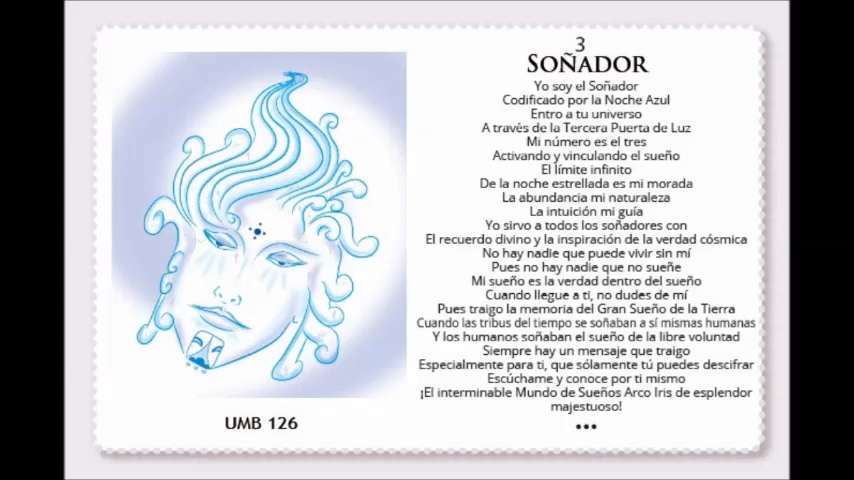 3
SOÑADOR
Yo soy el Soñador
Codificado por la Noche Azul
Entro a tu universo
A través de la Tercera Puerta de Luz
Mi número es el tres
Activando y vinculando el sueño
El límite infinito
De la noche estrellada es mi morada
La abundancia mi naturaleza
La intuición mi guía
Yo sirvo a todos los soñadores con
El recuerdo divino y la inspiración de la verdad cósmica
No hay nadie que puede vivir sin mí
Pues no hay nadie que no sueñe
Mi sueño es la verdad dentro del sueño
Cuando llegue a ti, no dudes de mí
Pues traigo la memoria del Gran Sueño de la Tierra
Cuando las tribus del tiempo se soñaban a sí mismas humanas
Y los humanos soñaban el sueño de la libre voluntad
Siempre hay un mensaje que traigo
Especialmente para ti, que sólamente tú puedes descifrar
Escúchame y conoce por ti mismo
¡El interminable Mundo de Sueños Arco Iris de esplendor
majestuoso!
UMB 126